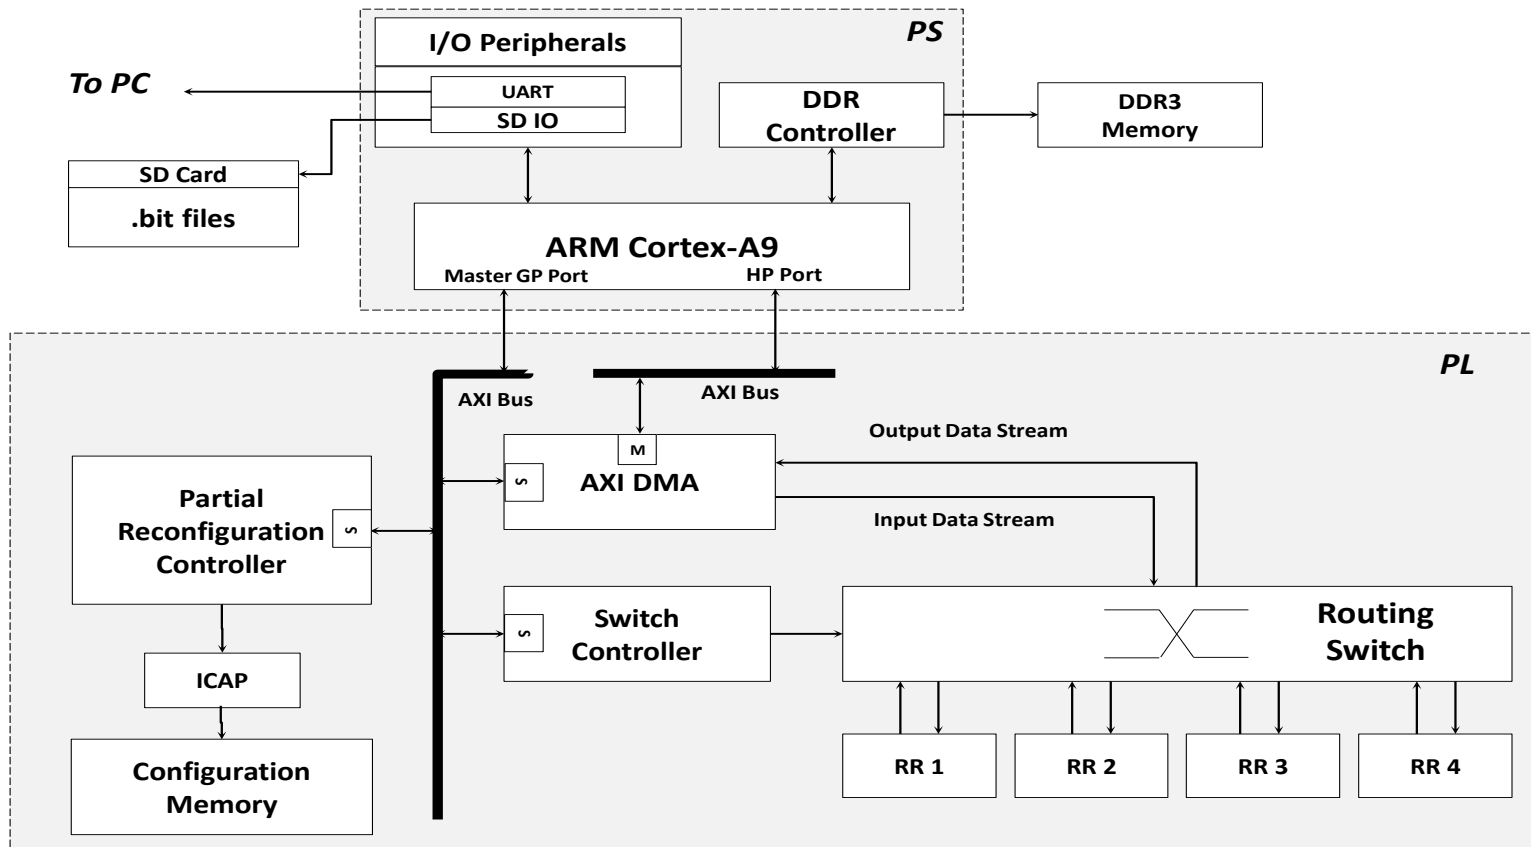 PS
I/O Peripherals
To PC
UART
SD IO
DDR
Controller
DDR3
Memory
SD Card
.bit files
ARM Cortex-A9
Master GP Port
HP Port
PL
AXI Bus
AXI Bus
Output Data Stream
M
S
AXI DMA
Input Data Stream
Partial
Reconfiguration
Controller
S
S
Switch
Controller
Routing
Switch
ICAP
Configuration
Memory
RR 1
RR 2
RR 3
RR 4